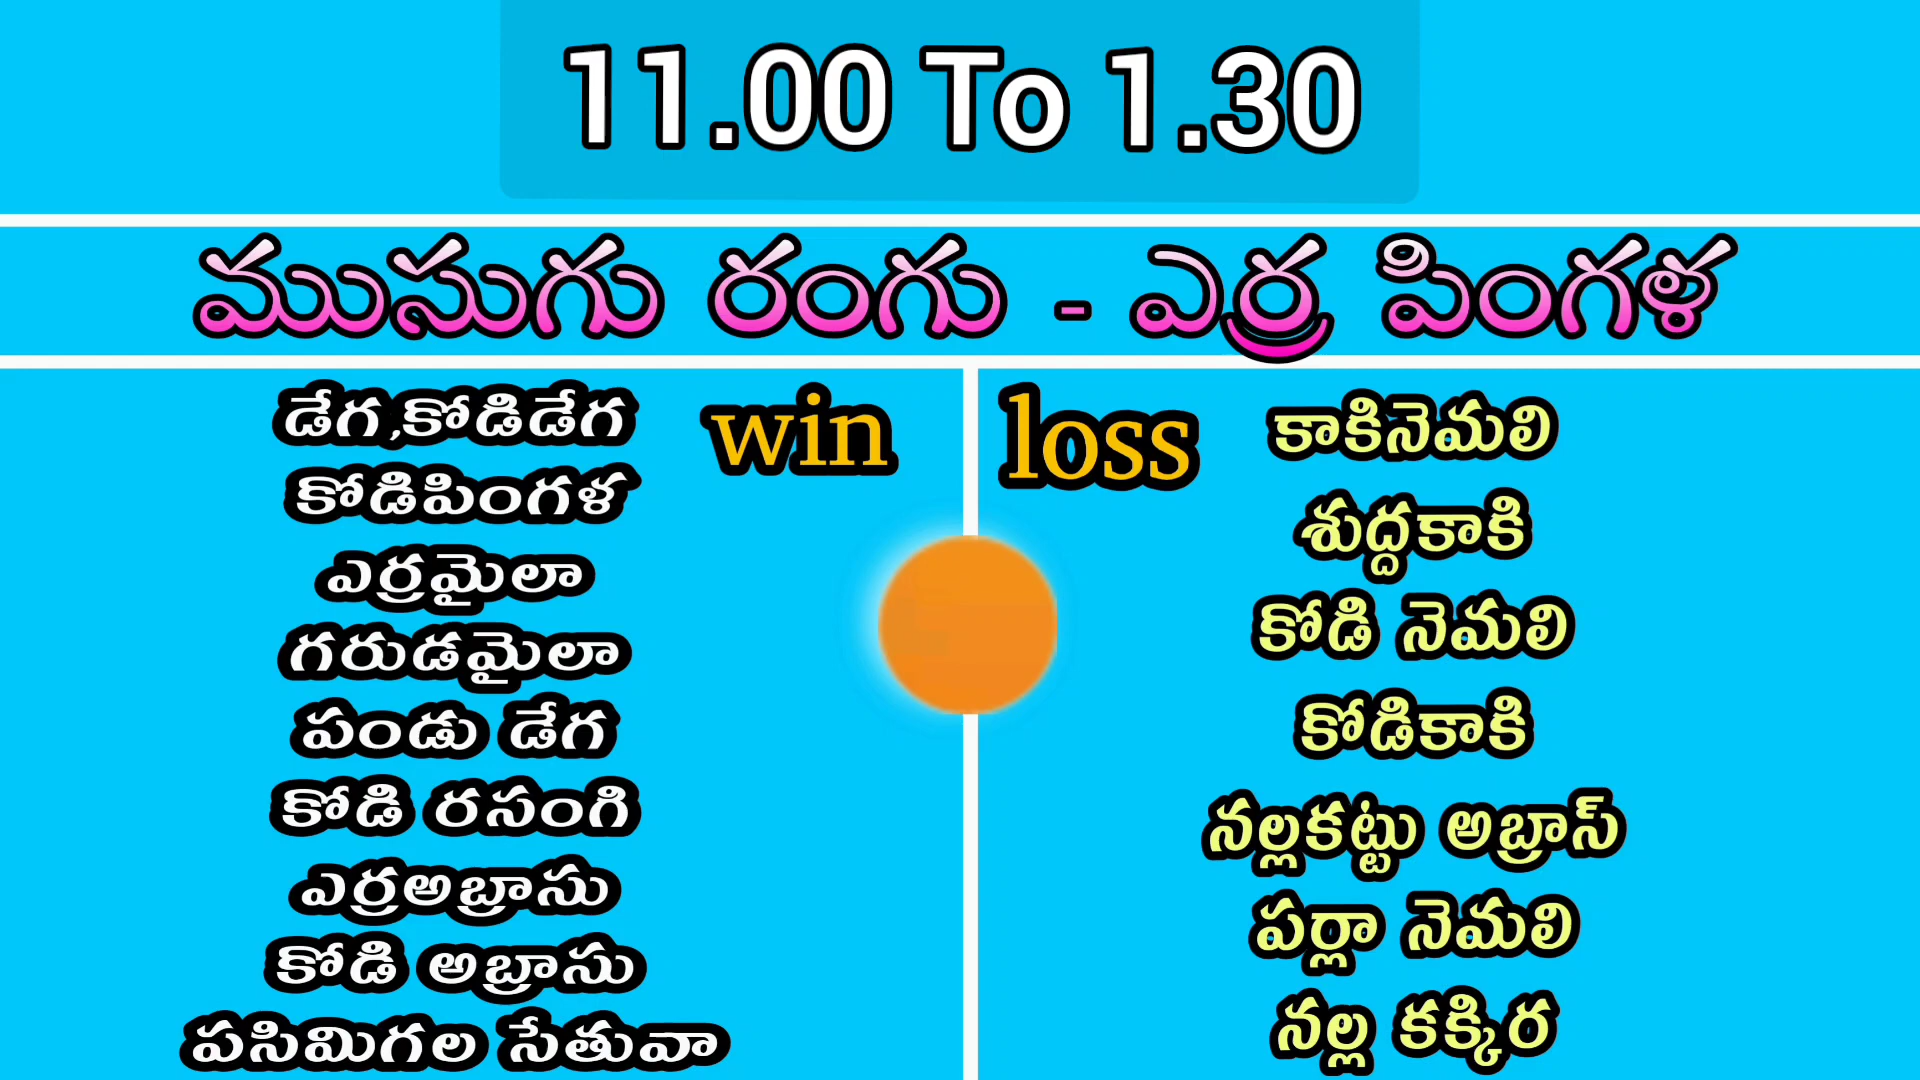 11.00 To 1.30
ముసుగు రంగు - ఎర్ర పింగళ
win
డేగ,కోడిడేగ
కోడిపింగళ
ఎర్రమైలా
గరుడమైలా
పండు డేగ
కోడి రసంగి
ఎర్రఅబ్రాసు
కోడి అబ్రాసు
పసిమిగల సేతువా
loss
కాకినెమలి
శుద్దకాకి
కోడి నెమలి
కోడికాకి
నల్లకట్టు అబ్రాస్
పర్లా నెమలి
నల్ల కక్కిర